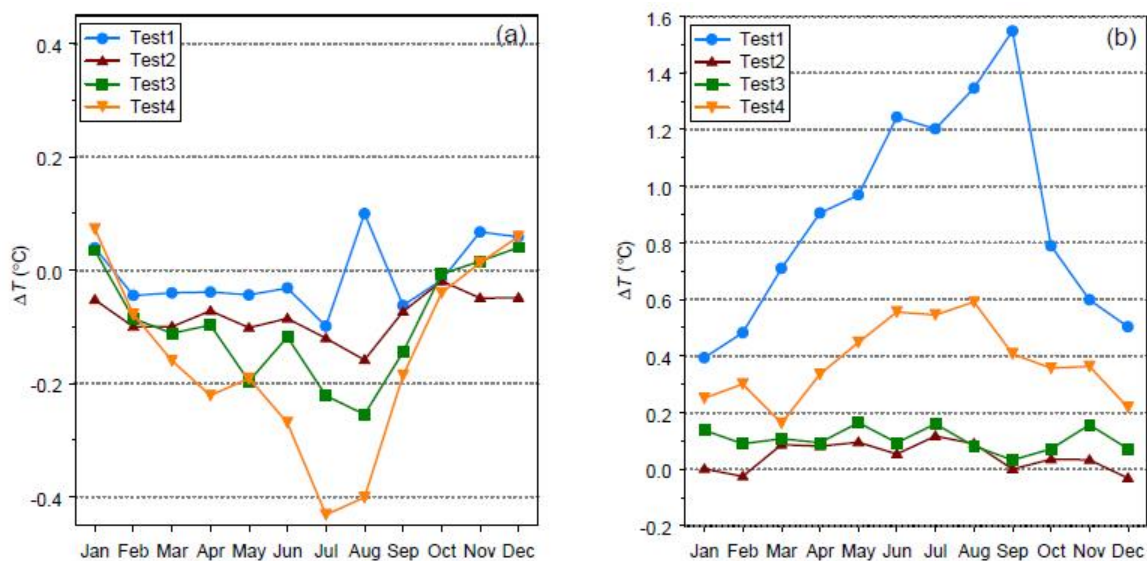 (a)
Test1
Test2
Test3
Test4
0.4
0.2
0.0
-0.2
-0.4
ΔT (°C)
Jan Feb Mar Apr May Jun Jul Aug Sep Oct Nov Dec
(b)
Test1
Test2
Test3
Test4
1.6
1.4
1.2
1.0
0.8
0.6
0.4
0.2
0.0
-0.2
ΔT (°C)
Jan Feb Mar Apr May Jun Jul Aug Sep Oct Nov Dec